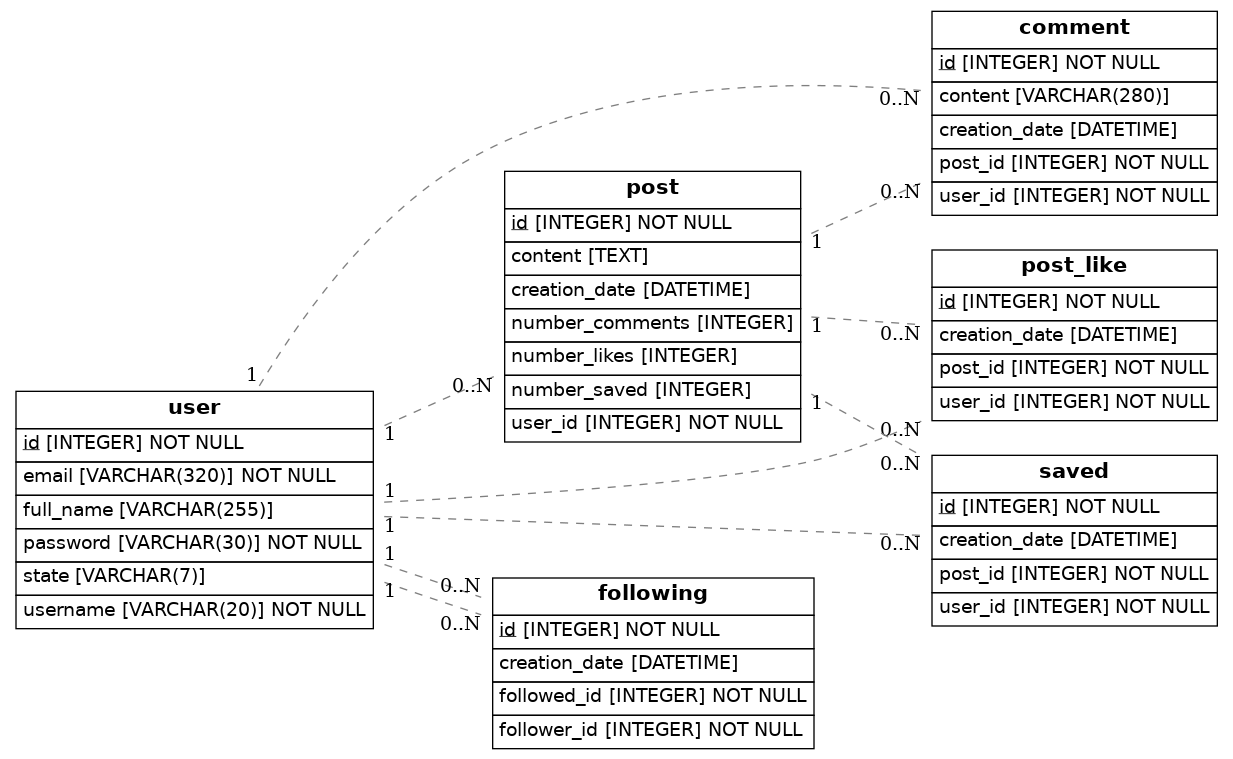 comment
id [INTEGER] NOT NULL
content [VARCHAR(280)]
creation_date [DATETIME]
post_id [INTEGER] NOT NULL
user_id [INTEGER] NOT NULL
0..N
0..N
post
id [INTEGER] NOT NULL
content [TEXT]
creation_date [DATETIME]
number_comments [INTEGER]
number_likes [INTEGER]
number_saved [INTEGER]
user_id [INTEGER] NOT NULL
1
1
1
0..N
post_like
id [INTEGER] NOT NULL
creation_date [DATETIME]
post_id [INTEGER] NOT NULL
user_id [INTEGER] NOT NULL
0..N
0..N
1
user
id [INTEGER] NOT NULL
email [VARCHAR(320)] NOT NULL
full_name [VARCHAR(255)]
password [VARCHAR(30)] NOT NULL
state [VARCHAR(7)]
username [VARCHAR(20)] NOT NULL
1
1
1
1
1
saved
id [INTEGER] NOT NULL
creation_date [DATETIME]
post_id [INTEGER] NOT NULL
user_id [INTEGER] NOT NULL
0..N
0..N
following
id [INTEGER] NOT NULL
creation_date [DATETIME]
followed_id [INTEGER] NOT NULL
follower_id [INTEGER] NOT NULL
0..N
0..N